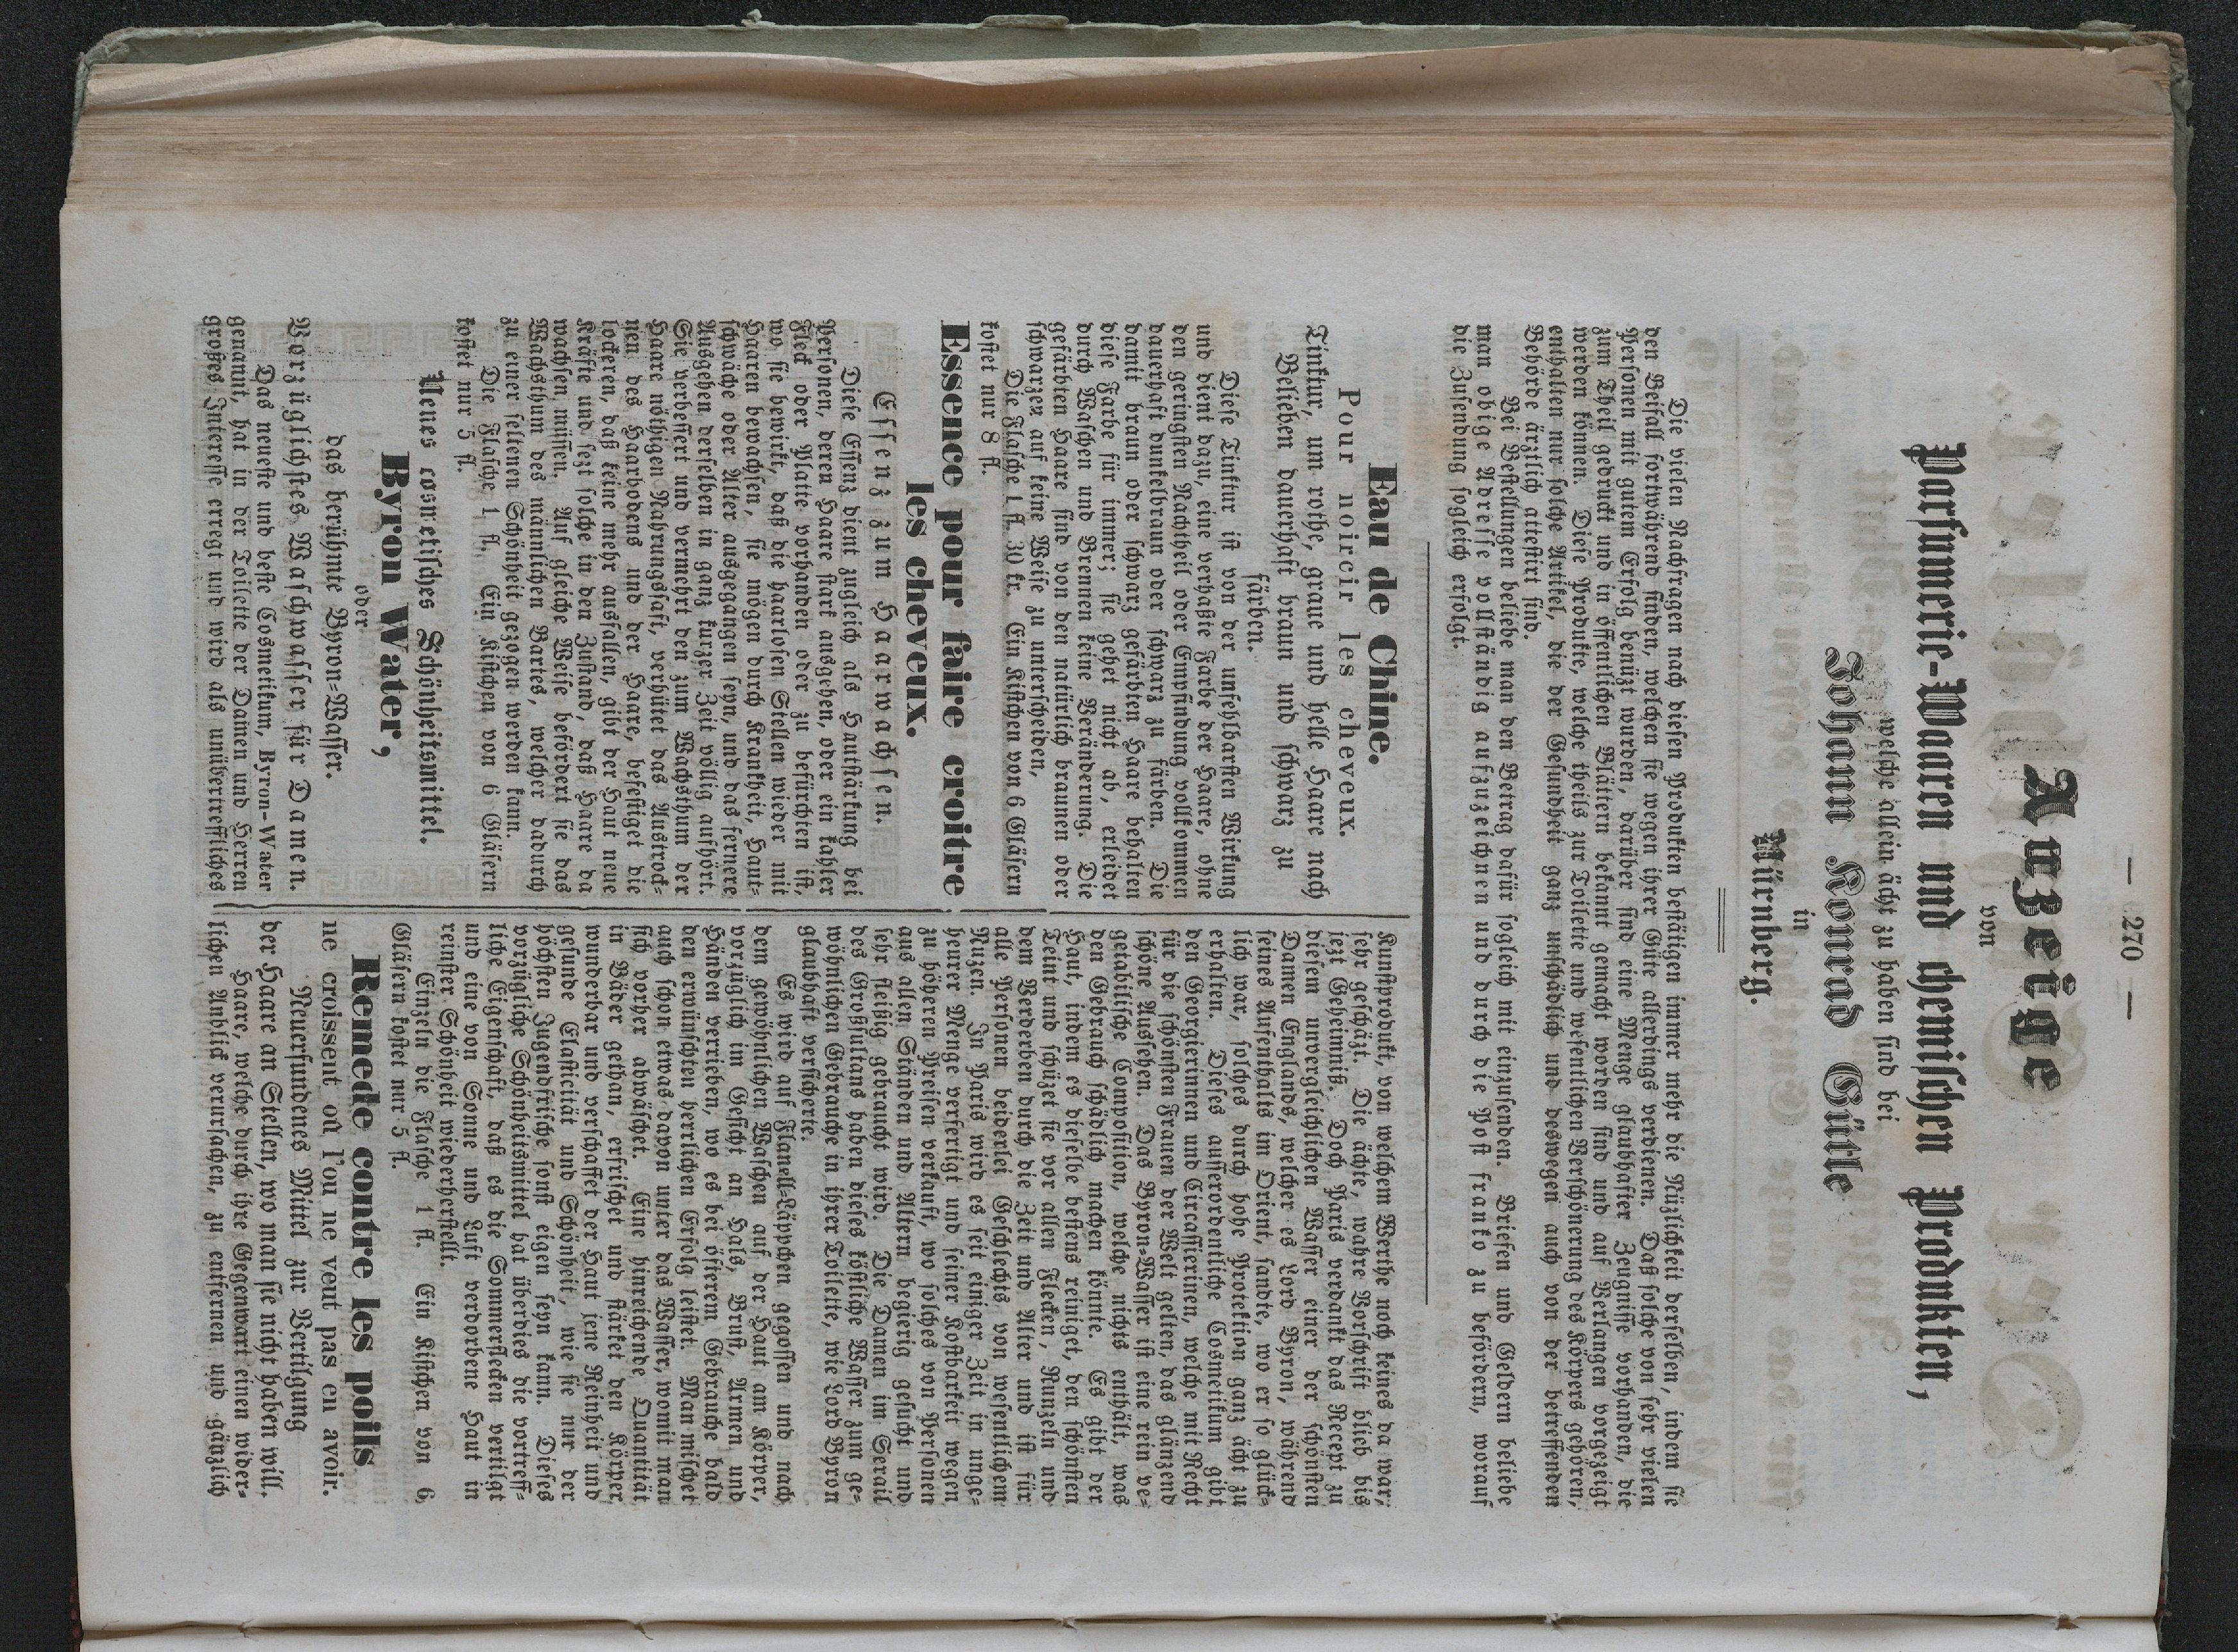 — 270 —
Anzeige
von
Parfumerie-Waaren und chemischen Produkten,
welche allein ächt zu haben sind bei
Johann Konrad Gütle
in
Nürnberg.
Die vielen Nachfragen nach diesen Produkten bestätigen immer mehr die Nüzlichkeit derselben, indem sie
den Beifall fortwährend finden, welchen sie wegen ihrer Güte allerdings verdienen. Daß solche von sehr vielen
Personen mit gutem Erfolg benüzt wurden, darüber sind eine Menge glaubhafter Zeugnisse vorhanden, die
zum Theil gedruckt und in öffentlichen Blättern bekannt gemacht worden sind und auf Verlangen vorgezeigt
werden können. Diese Produkte, welche theils zur Toilette und wesentlichen Verschönerung des Körpers gehören,
enthalten nur solche Artikel, die der Gesundheit ganz unschädlich und deswegen auch von der betreffenden
Behörde ärztlich attestirt sind.
Bei Bestellungen beliebe man den Betrag dafür sogleich mit einzusenden. Briefen und Geldern beliebe
man obige Adresse vollständig aufzuzeichnen und durch die Post franko zu befördern, worauf
die Zusendung sogleich erfolgt.
Eau de Chine.
Pour noircir les cheveux.
Tinktur, um rothe, graue und helle Haare nach
Belieben dauerhaft braun und schwarz zu
färben.
Diese Tinktur ist von der unfehlbarsten Wirkung
und dient dazu, eine verhaßte Farbe der Haare, ohne
den geringsten Nachtheil oder Empfindung vollkommen
dauerhaft dunkelbraun oder schwarz zu färben. Die
damit braun oder schwarz gefärbten Haare behalten
diese Farbe für immer; sie gehet nicht ab, erleidet
durch Waschen und Brennen keine Veränderung. Die
gefärbten Haare sind von den natürlich braunen oder
schwarzen auf keine Weise zu unterscheiden.
Die Flasche 1 fl. 30 kr. Ein Kistchen von 6 Gläsern
kostet nur 8 fl.
Essence pour faire croitre
les cheveux.
Essenz zum Haarwachsen.
Diese Essenz dient zugleich als Hautstärkung bei
Personen, deren Haare stark ausgehen, oder ein kahler
Fleck oder Platte vorhanden oder zu befürchten ist,
wo sie bewirkt, daß die haarlosen Stellen wieder mit
Haaren bewachsen, sie mögen durch Krankheit, Haut-
schwäche oder Alter ausgegangen seyn, und das fernere
Ausgehen derselben in ganz kurzer Zeit völlig aufhört.
Sie verbessert und vermehrt den zum Wachsthum der
Haare nöthigen Nahrungssaft, verhütet das Austrock-
nen des Haarbodens und der Haare, befestiget die
lockeren, daß keine mehr ausfallen, gibt der Haut neue
Kräfte und sezt solche in den Zustand, daß Haare da
wachsen müssen. Auf gleiche Weise befördert sie das
Wachsthum des männlichen Bartes, welcher dadurch
zu einer seltenen Schönheit gezogen werden kann.
Die Flasche 1 fl. Ein Kistchen von 6 Gläsern
kostet nur 5 fl.
Neues cosmetisches Schönheitsmittel.
Byron Water,
oder
das berühmte Byron-Wasser.
Vorzüglichstes Waschwasser für Damen.
Das neueste und beste Cosmetikum, Byron-Water
genannt, hat in der Toilette der Damen und Herren
großes Interesse erregt und wird als unübertreffliches
Kunstprodukt, von welchem Werthe noch keines da war,
sehr geschäzt. Die ächte, wahre Vorschrift blieb bis
jezt Geheimniß. Doch Paris verdankt das Recept zu
diesem unvergleichlichen Wasser einer der schönsten
Damen Englands, welcher es Lord Byron, während
seines Aufenthalts im Orient, sandte, wo er so glück-
lich war, solches durch hohe Protektion ganz ächt zu
erhalten. Dieses ausserordentliche Cosmetikum gibt
den Georgierinnen und Circassierinen, welche mit Recht
für die schönsten Frauen der Welt gelten, das glänzend
schöne Aussehen. Das Byron-Wasser ist eine rein ve-
getabilische Composition, welche nichts enthält, was
den Gebrauch schädlich machen könnte. Es gibt der
Haut, indem es dieselbe bestens reiniget, den schönsten
Teint und schüzet sie vor allen Flecken, Runzeln und
dem Verderben durch die Zeit und Alter und ist für
alle Personen beiderlei Geschlechts von wesentlichem
Nuzen. In Paris wird es seit einiger Zeit in unge-
heurer Menge verfertigt und seiner Kostbarkeit wegen
zu höheren Preisen verkauft, wo solches von Personen
aus allen Ständen und Altern begierig gesucht und
sehr fleißig gebraucht wird. Die Damen im Serail
des Großsultans haben dieses köstliche Wasser zum ge-
wöhnlichen Gebrauche in ihrer Toilette, wie Lord Byron
glaubhaft versicherte.
Es wird auf Flanell-Läppchen gegossen und nach
dem gewöhnlichen Waschen auf der Haut am Körper,
vorzüglich im Gesicht an Hals, Brust, Armen und
Händen verrieben, wo es bei öfterem Gebrauche bald
den erwünschten herrlichen Erfolg leistet. Man mischet
auch schon etwas davon unter das Wasser, womit man
sich vorher abwäschet. Eine hinreichende Quantität
in Bäder gethan, erfrischet und stärket den Körper
wunderbar und verschaffet der Haut jene Reinheit und
gesunde Elasticität und Schönheit, wie sie nur der
höchsten Jugendfrische sonst eigen seyn kann. Dieses
vorzügliche Schönheitsmittel hat überdies die vortreff-
liche Eigenschaft, daß es die Sommerflecken vertilgt
und eine von Sonne und Luft verdorbene Haut in
reinster Schönheit wiederherstellt.
Einzeln die Flasche 1 fl. Ein Kistchen von 6
Gläsern kostet nur 5 fl.
Remede contre les poils
ne croissent où l'ou ne veut pas en avoir.
Neuerfundenes Mittel zur Vertilgung
der Haare an Stellen, wo man sie nicht haben will.
Haare, welche durch ihre Gegenwart einen wider-
lichen Anblick verursachen, zu entfernen und gänzlich